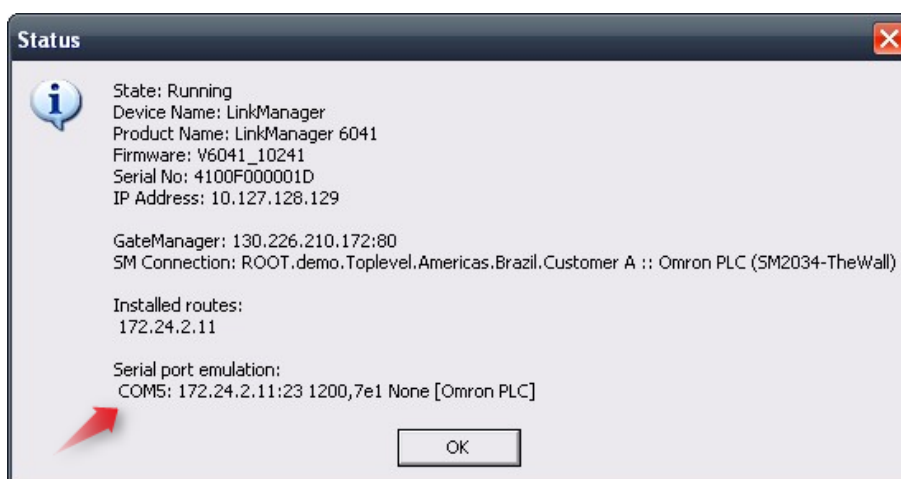 Status
State: Running
Device Name: LinkManager
Product Name: LinkManager 6041
Firmware: V6041_10241
Serial No: 4100F000001D
IP Address: 10.127.128.129
GateManager: 130.226.210.172:80
SM Connection: ROOT.demo.Toplevel.Americas.Brazil.Customer A :: Omron PLC (SM2034-TheWall)
Installed routes:
172.24.2.11
Serial port emulation:
COM5: 172.24.2.11:23 1200,7e1 None [Omron PLC]
OK